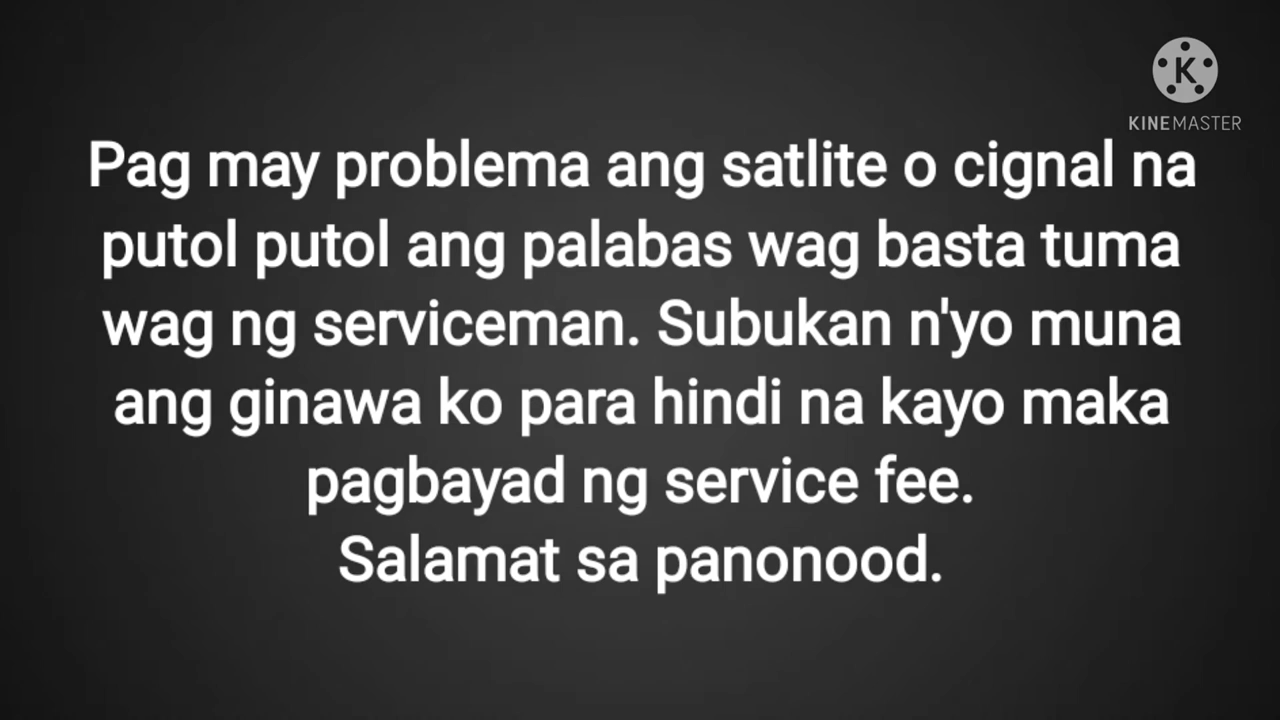 K
KINEMASTER
Pag may problema ang satlite o cignal na
putol putol ang palabas wag basta tuma
wag ng serviceman. Subukan n'yo muna
ang ginawa ko para hindi na kayo maka
pagbayad ng service fee.
Salamat sa panonood.